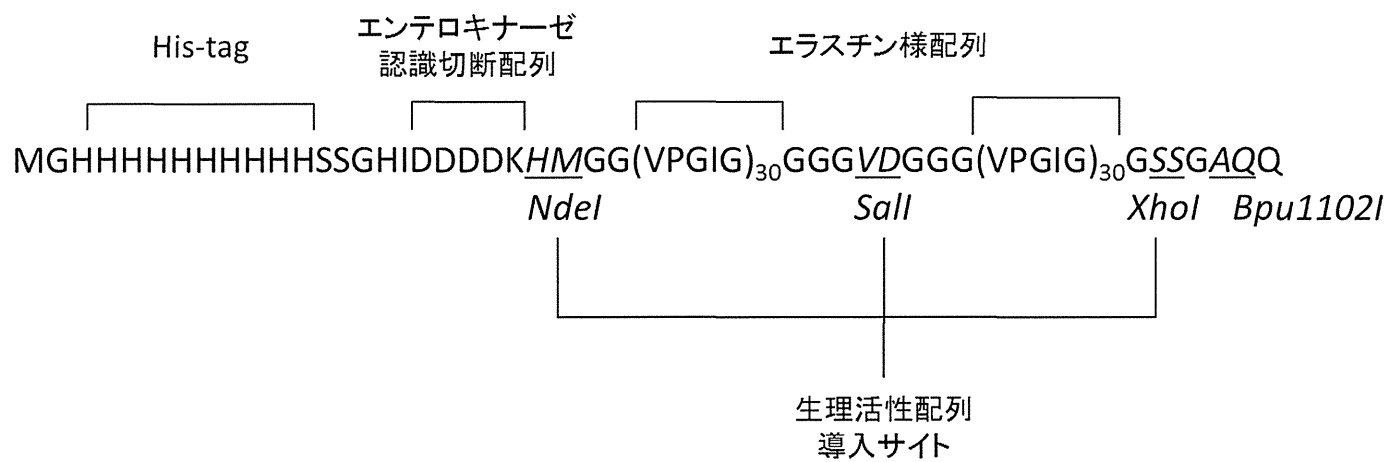 His-tag
エンテロキナーゼ
認識切断配列
エラスチン様配列
MGHHHHHHHHHHSSGHIDDDDKHMGG(VPGIG)30GGGVDGGG(VPGIG)30GSSGAQQ
NdeI SalI XhoI Bpu1102I
生理活性配列
導入サイト